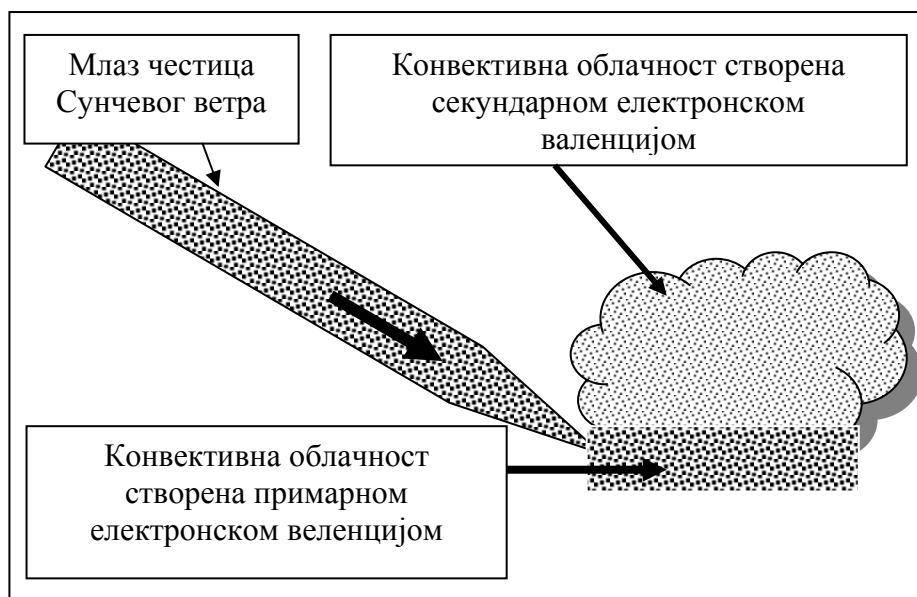 Млаз честица
Сунчевог ветра
Конвективна облачност створена
секундарном електронском
валенцијом
Конвективна облачност
створена примарном
електронском веленцијом